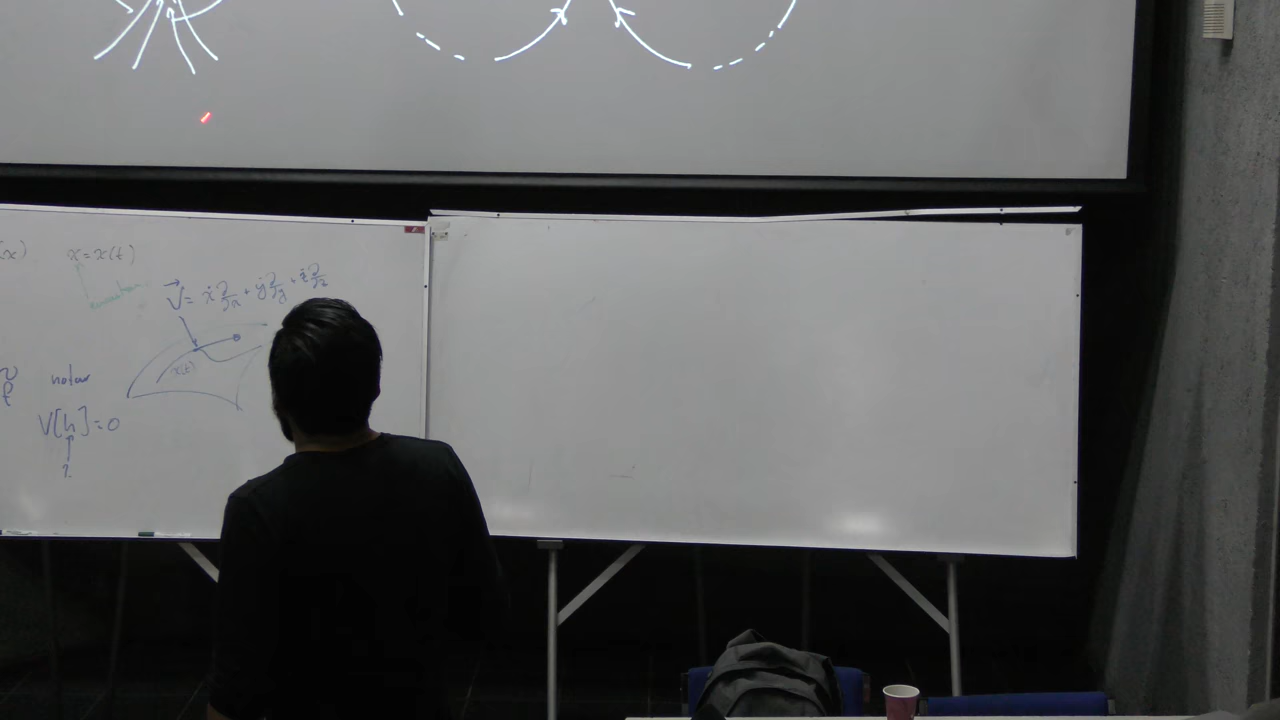 x = x(t)
V⃗ = ẋ ∂/∂x + ẏ ∂/∂y + ż ∂/∂z
x(t)
notar
V[h] = 0